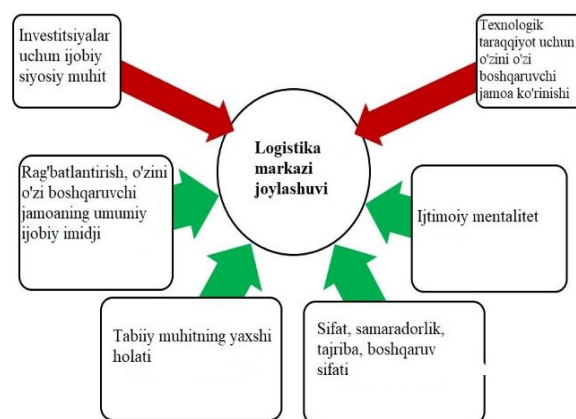 Investitsiyalar
uchun ijobiy
siyosiy muhit
Texnologik
taraqqiyot uchun
o'zini o'zi
boshqaruvchi
jamoa ko'rinishi
Logistika
markazi
joylashuvi
Rag'batlantirish, o'zini
o'zi boshqaruvchi
jamoaning umumiy
ijobiy imidji
Ijtimoiy mentalitet
Tabiiy muhitning yaxshi
holati
Sifat, samaradorlik,
tajriba, boshqaruv
sifati